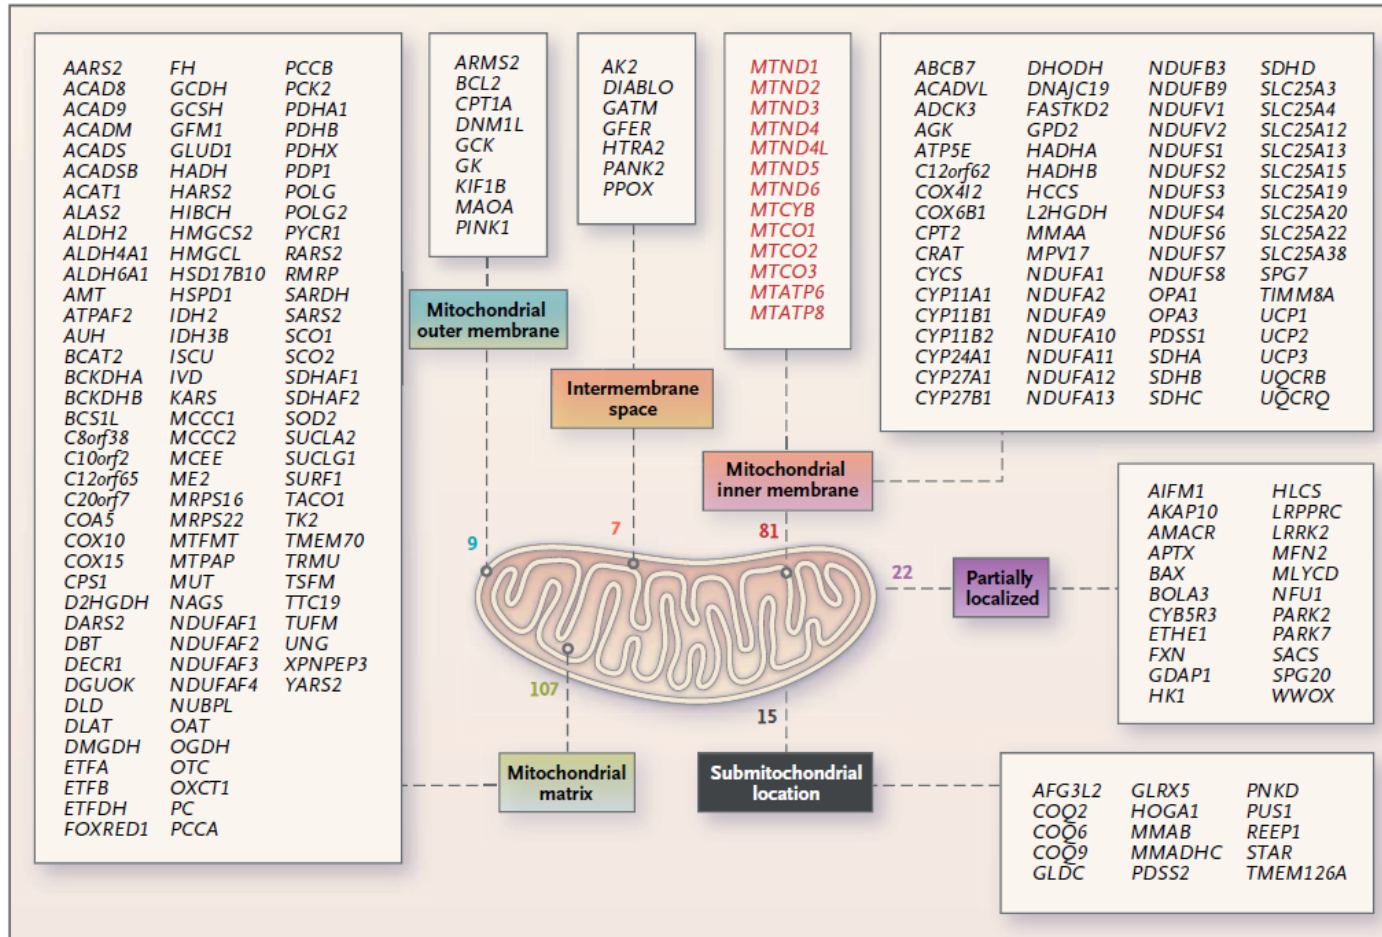 AARS2 FH PCCB
ACAD8 GCDH PCK2
ACAD9 GCSH PDHA1
ACADM GFM1 PDHB
ACADS GLUD1 PDHX
ACADSB HADH PDP1
ACAT1 HARS2 POLG
ALAS2 HIBCH POLG2
ALDH2 HMGCS2 PYCR1
ALDH4A1 HMGCL RARS2
ALDH6A1 HSD17B10 RMRP
AMT HSPD1 SARDH
ATPAF2 IDH2 SARS2
AUH IDH3B SCO1
BCAT2 ISCU SCO2
BCKDHA IVD SDHAF1
BCKDHB KARS SDHAF2
BCS1L MCCC1 SOD2
C8orf38 MCCC2 SUCLA2
C10orf2 MCEE SUCLG1
C12orf65 ME2 SURF1
C20orf7 MRPS16 TACO1
COA5 MRPS22 TK2
COX10 MTFMT TMEM70
COX15 MTPAP TRMU
CPS1 MUT TSFM
D2HGDH NAGS TTC19
DARS2 NDUFAF1 TUFM
DBT NDUFAF2 UNG
DECR1 NDUFAF3 XPNPEP3
DGUOK NDUFAF4 YARS2
DLD NUBPL
DLAT OAT
DMGDH OGDH
ETFA OTC
ETFB OXCT1
ETFDH PC
FOXRED1 PCCA
ARMS2
BCL2
CPT1A
DNM1L
GCK
GK
KIF1B
MAOA
PINK1
AK2
DIABLO
GATM
GFER
HTRA2
PANK2
PPOX
MTND1
MTND2
MTND3
MTND4
MTND4L
MTND5
MTND6
MTCYB
MTCO1
MTCO2
MTCO3
MTATP6
MTATP8
ABCB7 DHODH NDUFB3 SDHD
ACADVL DNAJC19 NDUFB9 SLC25A3
ADCK3 FASTKD2 NDUFV1 SLC25A4
AGK GPD2 NDUFV2 SLC25A12
ATP5E HADHA NDUFS1 SLC25A13
C12orf62 HADHB NDUFS2 SLC25A15
COX4I2 HCCS NDUFS3 SLC25A19
COX6B1 L2HGDH NDUFS4 SLC25A20
CPT2 MMAA NDUFS6 SLC25A22
CRAT MPV17 NDUFS7 SLC25A38
CYCS NDUFA1 NDUFS8 SPG7
CYP11A1 NDUFA2 OPA1 TIMM8A
CYP11B1 NDUFA9 OPA3 UCP1
CYP11B2 NDUFA10 PDSS1 UCP2
CYP24A1 NDUFA11 SDHA UCP3
CYP27A1 NDUFA12 SDHB UQCRB
CYP27B1 NDUFA13 SDHC UQCRQ
Mitochondrial
outer membrane
Intermembrane
space
Mitochondrial
inner membrane
9
7
81
22
Partially
localized
AIFM1 HLCS
AKAP10 LRPPRC
AMACR LRRK2
APTX MFN2
BAX MLYCD
BOLA3 NFU1
CYB5R3 PARK2
ETHE1 PARK7
FXN SACS
GDAP1 SPG20
HK1 WWOX
107
15
Mitochondrial
matrix
Submitochondrial
location
AFG3L2 GLRX5 PNKD
COQ2 HOGA1 PUS1
COQ6 MMAB REEP1
COQ9 MMADHC STAR
GLDC PDSS2 TMEM126A